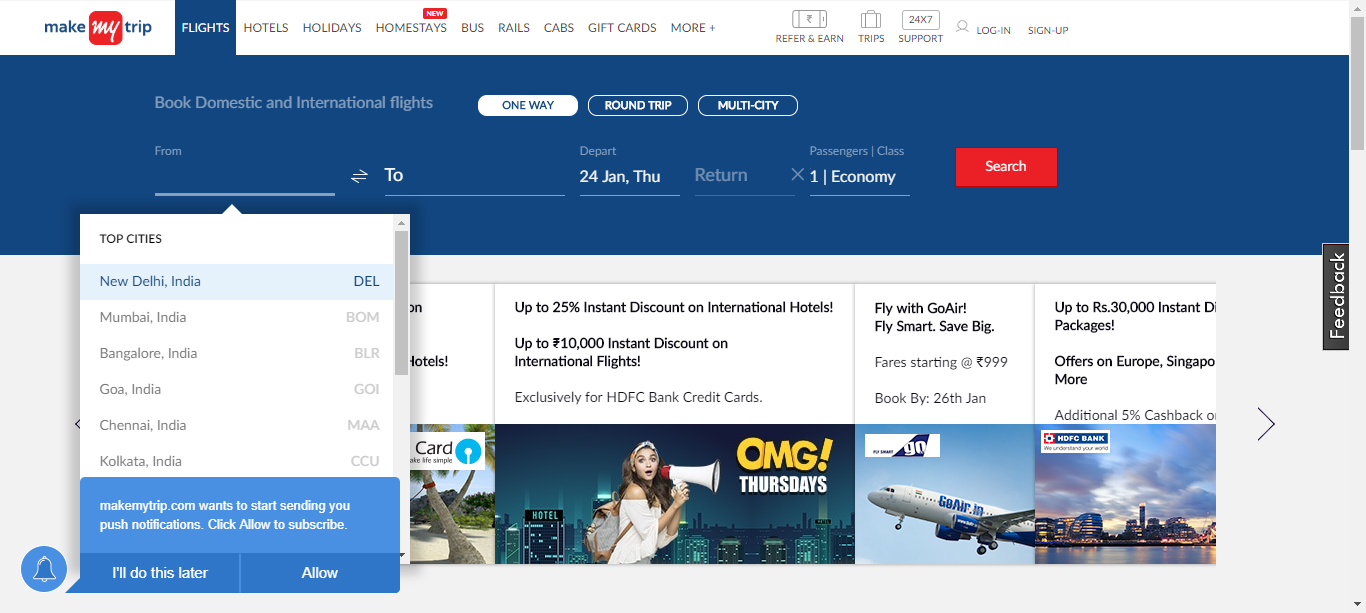 make my trip
FLIGHTS
HOTELS
HOLIDAYS
NEW
HOMESTAYS
BUS
RAILS
CABS
GIFT CARDS
MORE +
₹
REFER & EARN
TRIPS
24X7
SUPPORT
LOG-IN
SIGN-UP
Book Domestic and International flights
ONE WAY
ROUND TRIP
MULTI-CITY
From
To
Depart
24 Jan, Thu
Return
Passengers | Class
1 | Economy
Search
TOP CITIES
New Delhi, India DEL
Mumbai, India BOM
Bangalore, India BLR
Goa, India GOI
Chennai, India MAA
Kolkata, India CCU
makemytrip.com wants to start sending you
push notifications. Click Allow to subscribe.
I'll do this later
Allow
on
Hotels!
Card
make life simple
Up to 25% Instant Discount on International Hotels!
Up to ₹10,000 Instant Discount on
International Flights!
Exclusively for HDFC Bank Credit Cards.
HOTEL
OMG!
THURSDAYS
HOTEL
Fly with GoAir!
Fly Smart. Save Big.
Fares starting @ ₹999
Book By: 26th Jan
FLY SMART
go
GOAIR.in
Up to Rs.30,000 Instant Di
Packages!
Offers on Europe, Singapo
More
Additional 5% Cashback o
HDFC BANK
We understand your world
Feedback